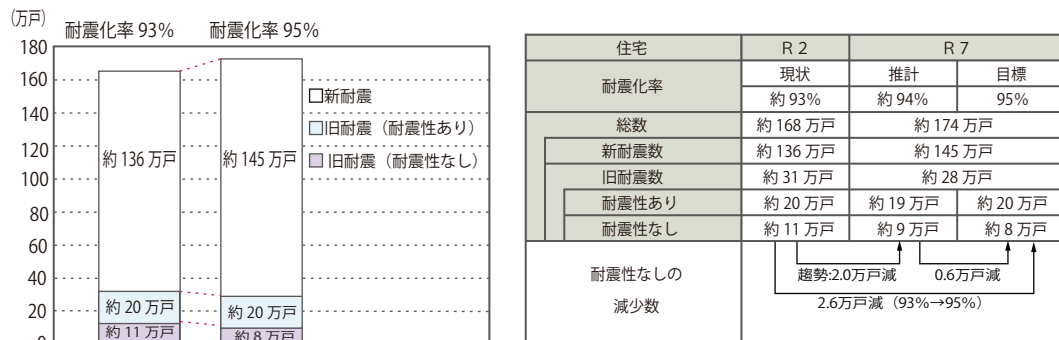 (万戸)
耐震化率 93%
耐震化率 95%
180
160
140
120
100
80
60
40
20
0
新耐震
旧耐震（耐震性あり）
旧耐震（耐震性なし）
約 136 万戸
約 145 万戸
約 20 万戸
約 20 万戸
約 11 万戸
約 8 万戸
住宅 R 2 R 7
耐震化率 現状 推計 目標
約 93% 約 94% 95%
総数 約 168 万戸 約 174 万戸
新耐震数 約 136 万戸 約 145 万戸
旧耐震数 約 31 万戸 約 28 万戸
耐震性あり 約 20 万戸 約 19 万戸 約 20 万戸
耐震性なし 約 11 万戸 約 9 万戸 約 8 万戸
耐震性なしの
減少数
趨勢:2.0万戸減 0.6万戸減
2.6万戸減（93%→95%）